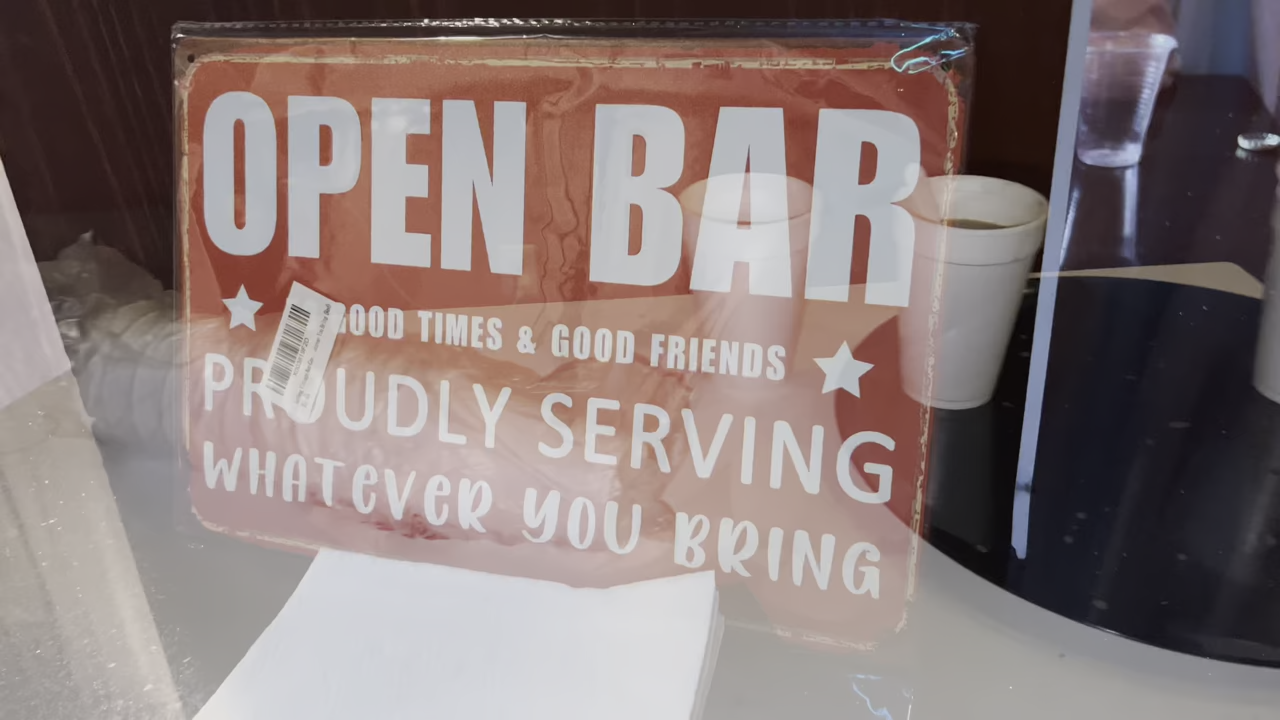 OPEN BAR
GOOD TIMES & GOOD FRIENDS
PROUDLY SERVING
WHATEVER YOU BRING